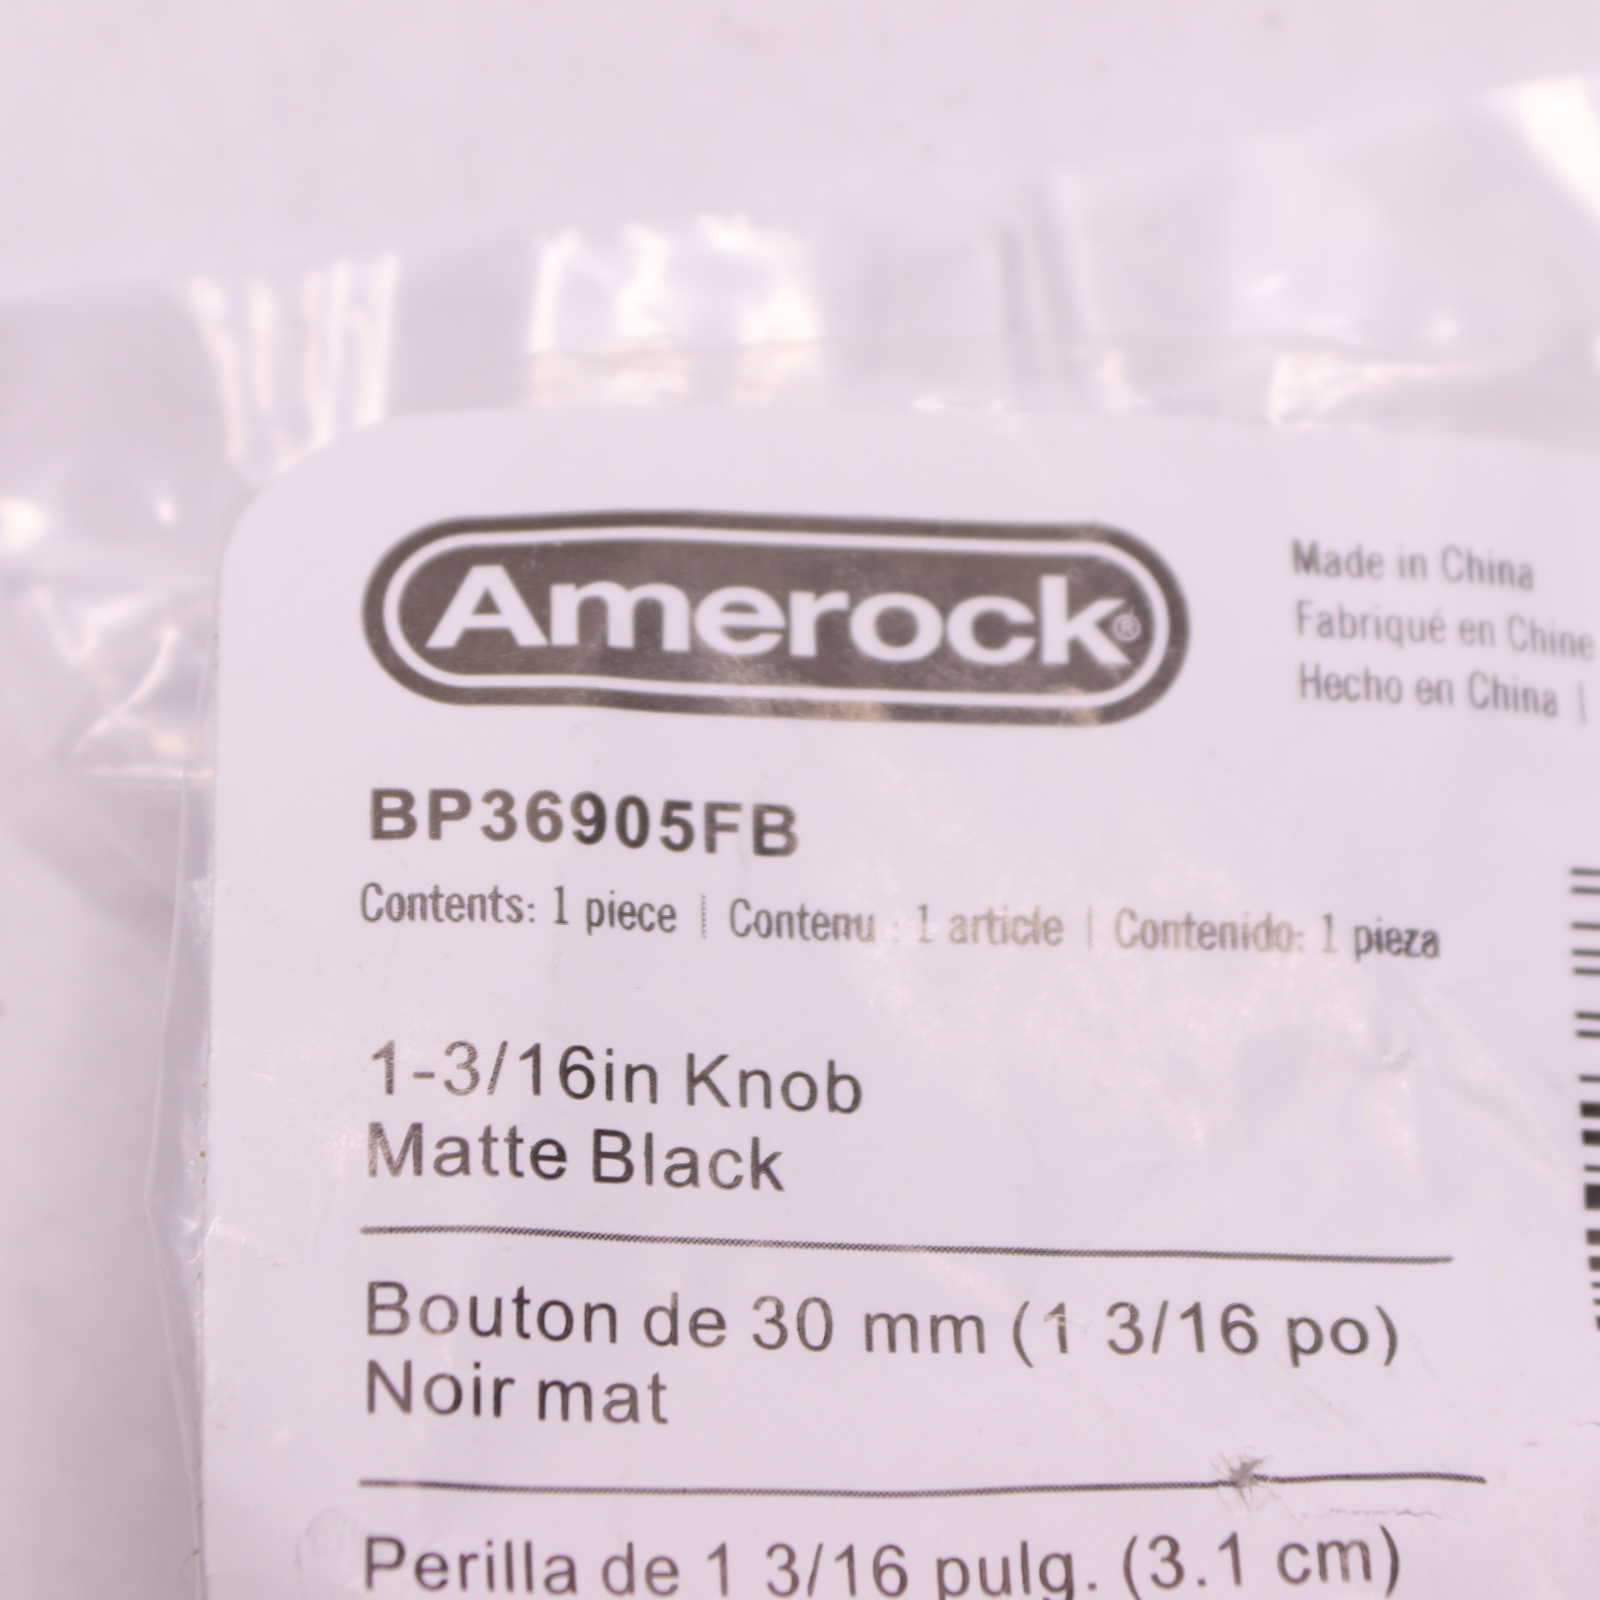 Amerock®
Made in China
Fabriqué en Chine
Hecho en China |
BP36905FB
Contents: 1 piece | Contenu : 1 article | Contenido: 1 pieza
1-3/16in Knob
Matte Black
Bouton de 30 mm (1 3/16 po)
Noir mat
Perilla de 1 3/16 pulg. (3.1 cm)